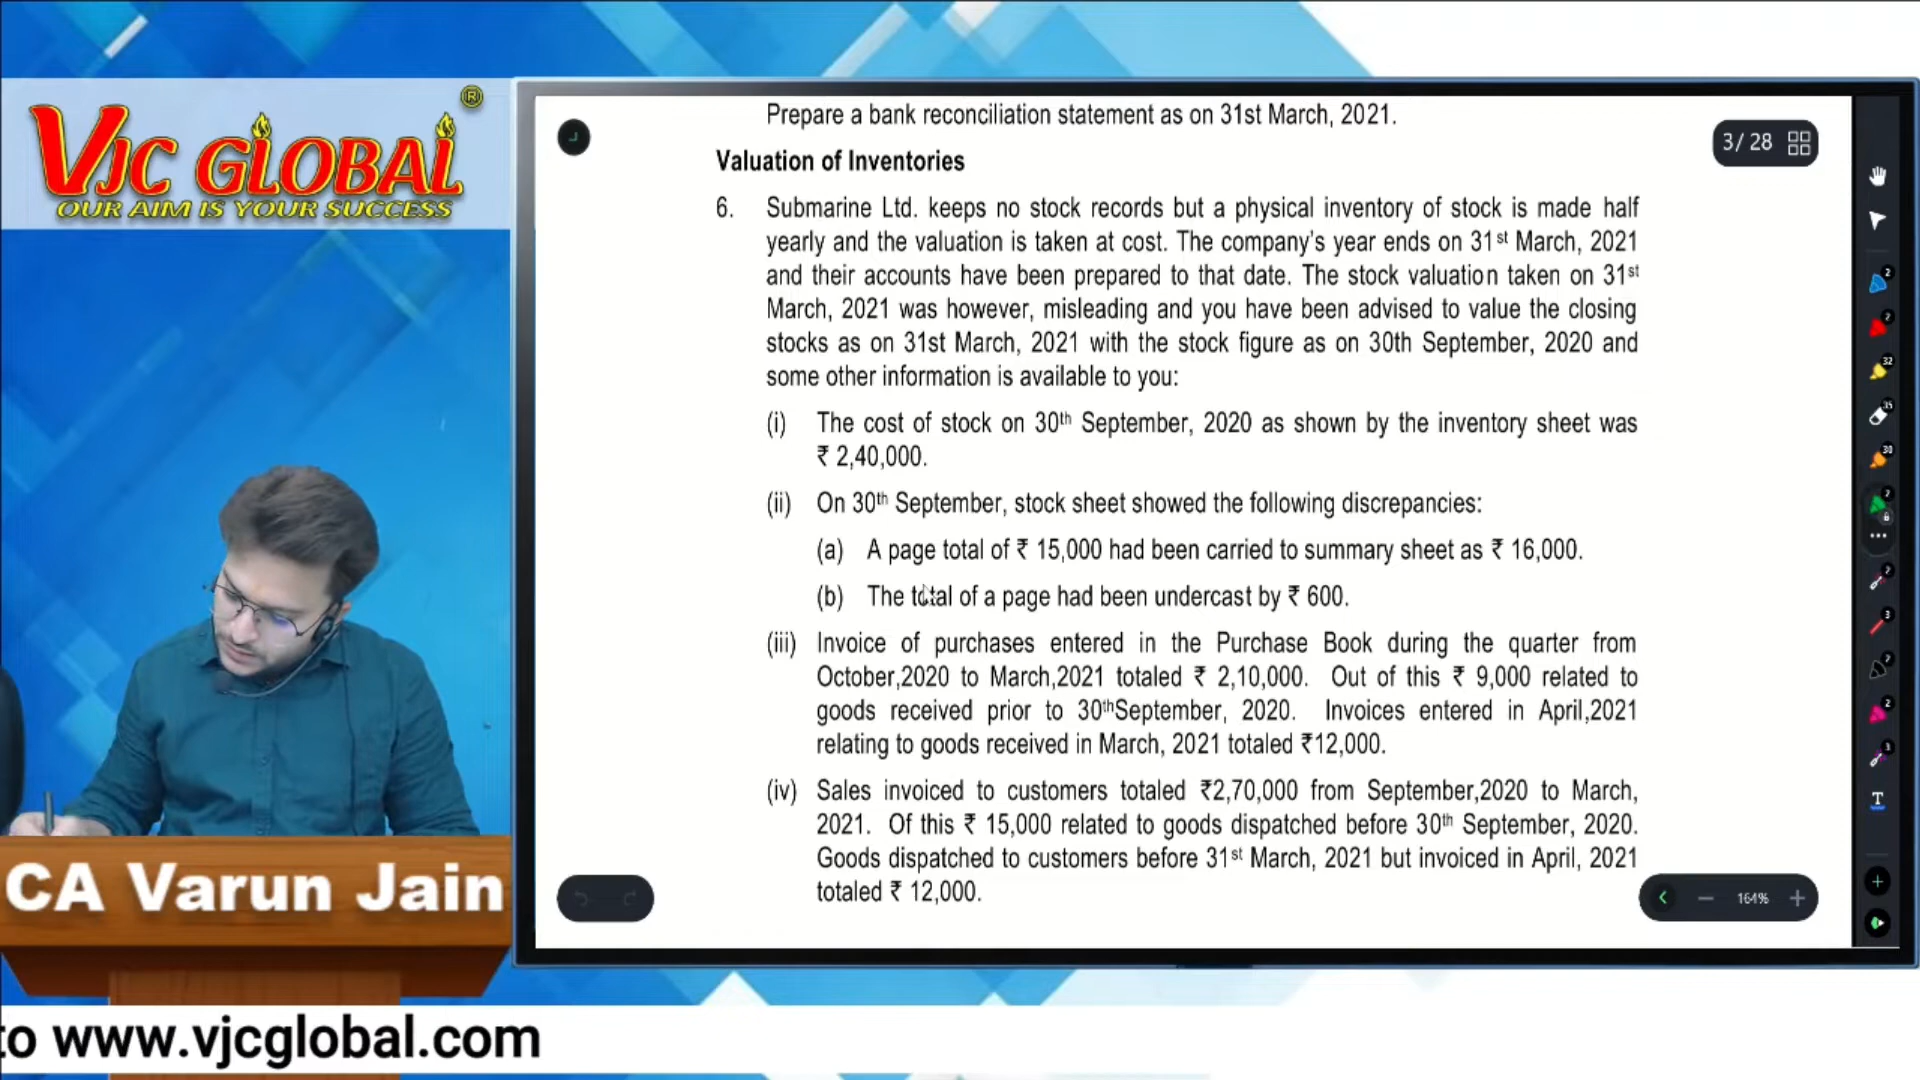 VJC GLOBAL ®
OUR AIM IS YOUR SUCCESS
Prepare a bank reconciliation statement as on 31st March, 2021.
3/ 28
Valuation of Inventories
6. Submarine Ltd. keeps no stock records but a physical inventory of stock is made half
yearly and the valuation is taken at cost. The company's year ends on 31st March, 2021
and their accounts have been prepared to that date. The stock valuation taken on 31st
March, 2021 was however, misleading and you have been advised to value the closing
stocks as on 31st March, 2021 with the stock figure as on 30th September, 2020 and
some other information is available to you:
(i) The cost of stock on 30th September, 2020 as shown by the inventory sheet was
₹ 2,40,000.
(ii) On 30th September, stock sheet showed the following discrepancies:
(a) A page total of ₹ 15,000 had been carried to summary sheet as ₹ 16,000.
(b) The total of a page had been undercast by ₹ 600.
(iii) Invoice of purchases entered in the Purchase Book during the quarter from
October,2020 to March,2021 totaled ₹ 2,10,000. Out of this ₹ 9,000 related to
goods received prior to 30thSeptember, 2020. Invoices entered in April,2021
relating to goods received in March, 2021 totaled ₹12,000.
(iv) Sales invoiced to customers totaled ₹2,70,000 from September,2020 to March,
2021. Of this ₹ 15,000 related to goods dispatched before 30th September, 2020.
Goods dispatched to customers before 31st March, 2021 but invoiced in April, 2021
totaled ₹ 12,000.
164%
2
2
32
35
30
2
2
3
2
2
3
T
CA Varun Jain
to www.vjcglobal.com